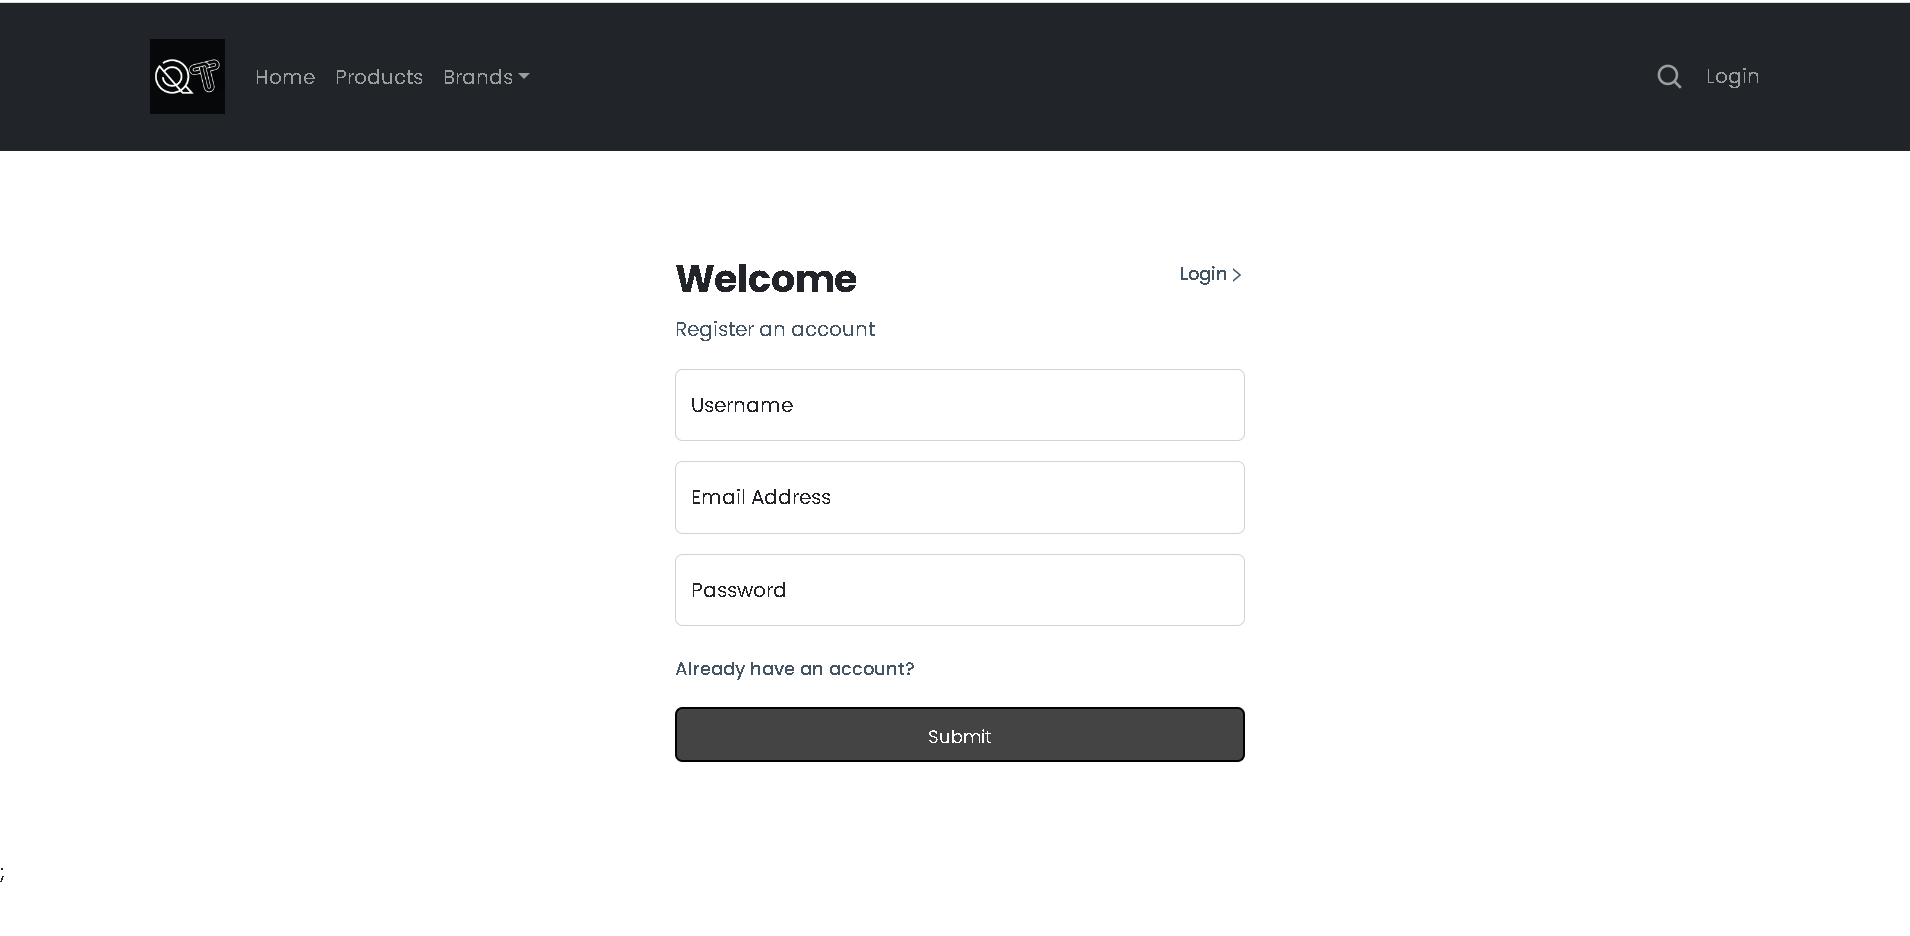 QT Home Products Brands Login
Welcome Login >
Register an account
Username
Email Address
Password
Already have an account?
Submit
;